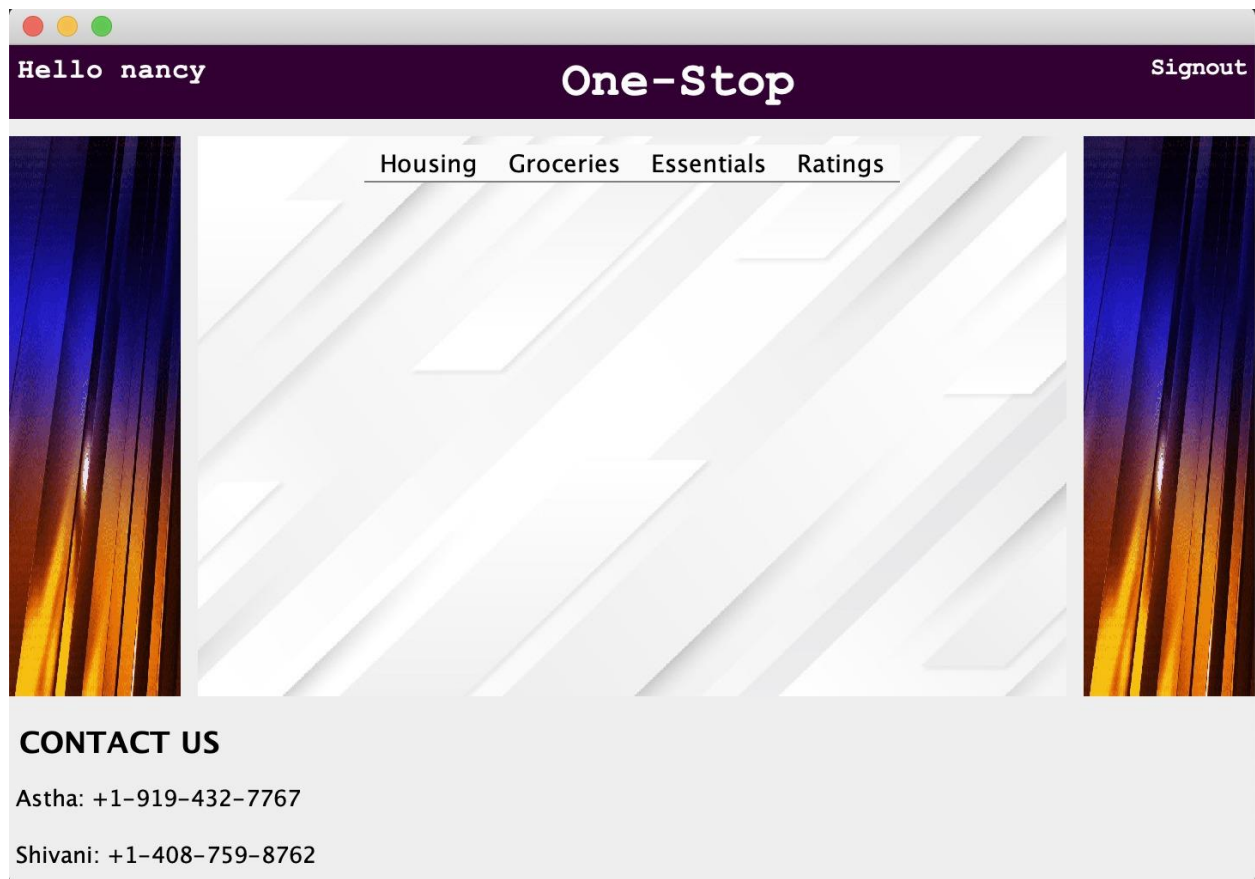 Hello nancy One-Stop Signout
Housing Groceries Essentials Ratings
CONTACT US
Astha: +1-919-432-7767
Shivani: +1-408-759-8762